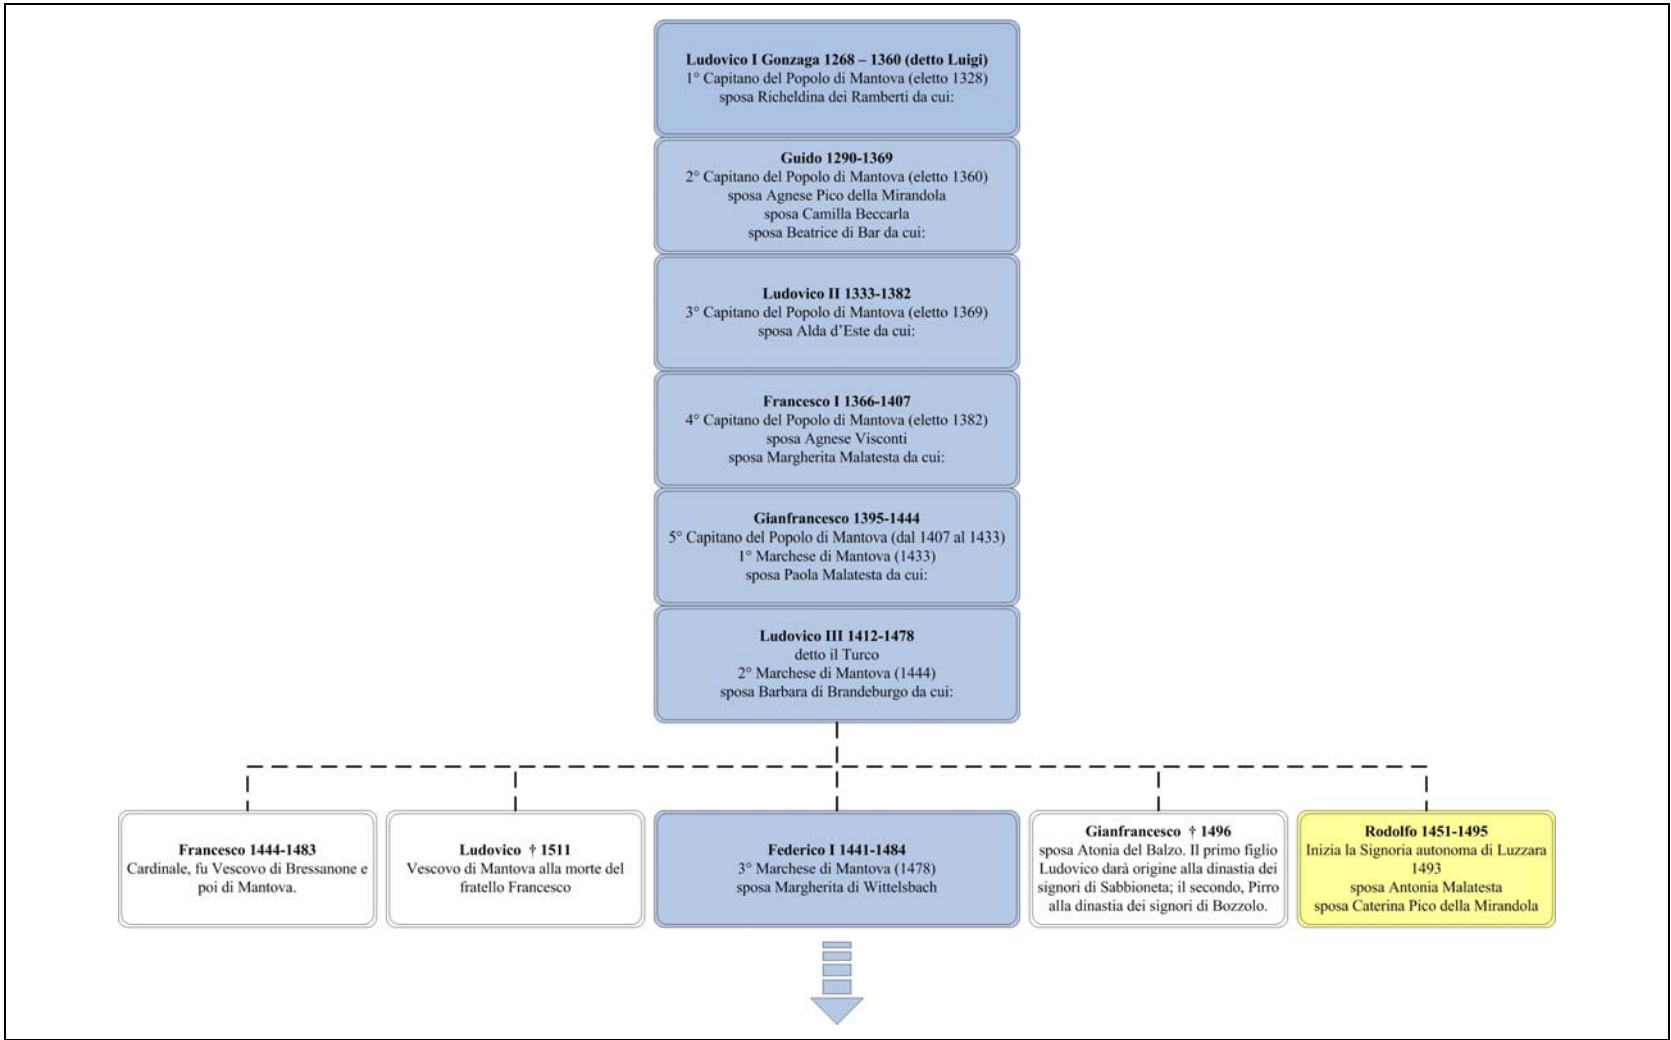 Ludovico I Gonzaga 1268 – 1360 (detto Luigi)
1° Capitano del Popolo di Mantova (eletto 1328)
sposa Richeldina dei Ramberti da cui:
Guido 1290-1369
2° Capitano del Popolo di Mantova (eletto 1360)
sposa Agnese Pico della Mirandola
sposa Camilla Beccarla
sposa Beatrice di Bar da cui:
Ludovico II 1333-1382
3° Capitano del Popolo di Mantova (eletto 1369)
sposa Alda d’Este da cui:
Francesco I 1366-1407
4° Capitano del Popolo di Mantova (eletto 1382)
sposa Agnese Visconti
sposa Margherita Malatesta da cui:
Gianfrancesco 1395-1444
5° Capitano del Popolo di Mantova (dal 1407 al 1433)
1° Marchese di Mantova (1433)
sposa Paola Malatesta da cui:
Ludovico III 1412-1478
detto il Turco
2° Marchese di Mantova (1444)
sposa Barbara di Brandeburgo da cui:
Francesco 1444-1483
Cardinale, fu Vescovo di Bressanone e
poi di Mantova.
Ludovico † 1511
Vescovo di Mantova alla morte del
fratello Francesco
Federico I 1441-1484
3° Marchese di Mantova (1478)
sposa Margherita di Wittelsbach
Gianfrancesco † 1496
sposa Atonia del Balzo. Il primo figlio
Ludovico darà origine alla dinastia dei
signori di Sabbioneta; il secondo, Pirro
alla dinastia dei signori di Bozzolo.
Rodolfo 1451-1495
Inizia la Signoria autonoma di Luzzara
1493
sposa Antonia Malatesta
sposa Caterina Pico della Mirandola